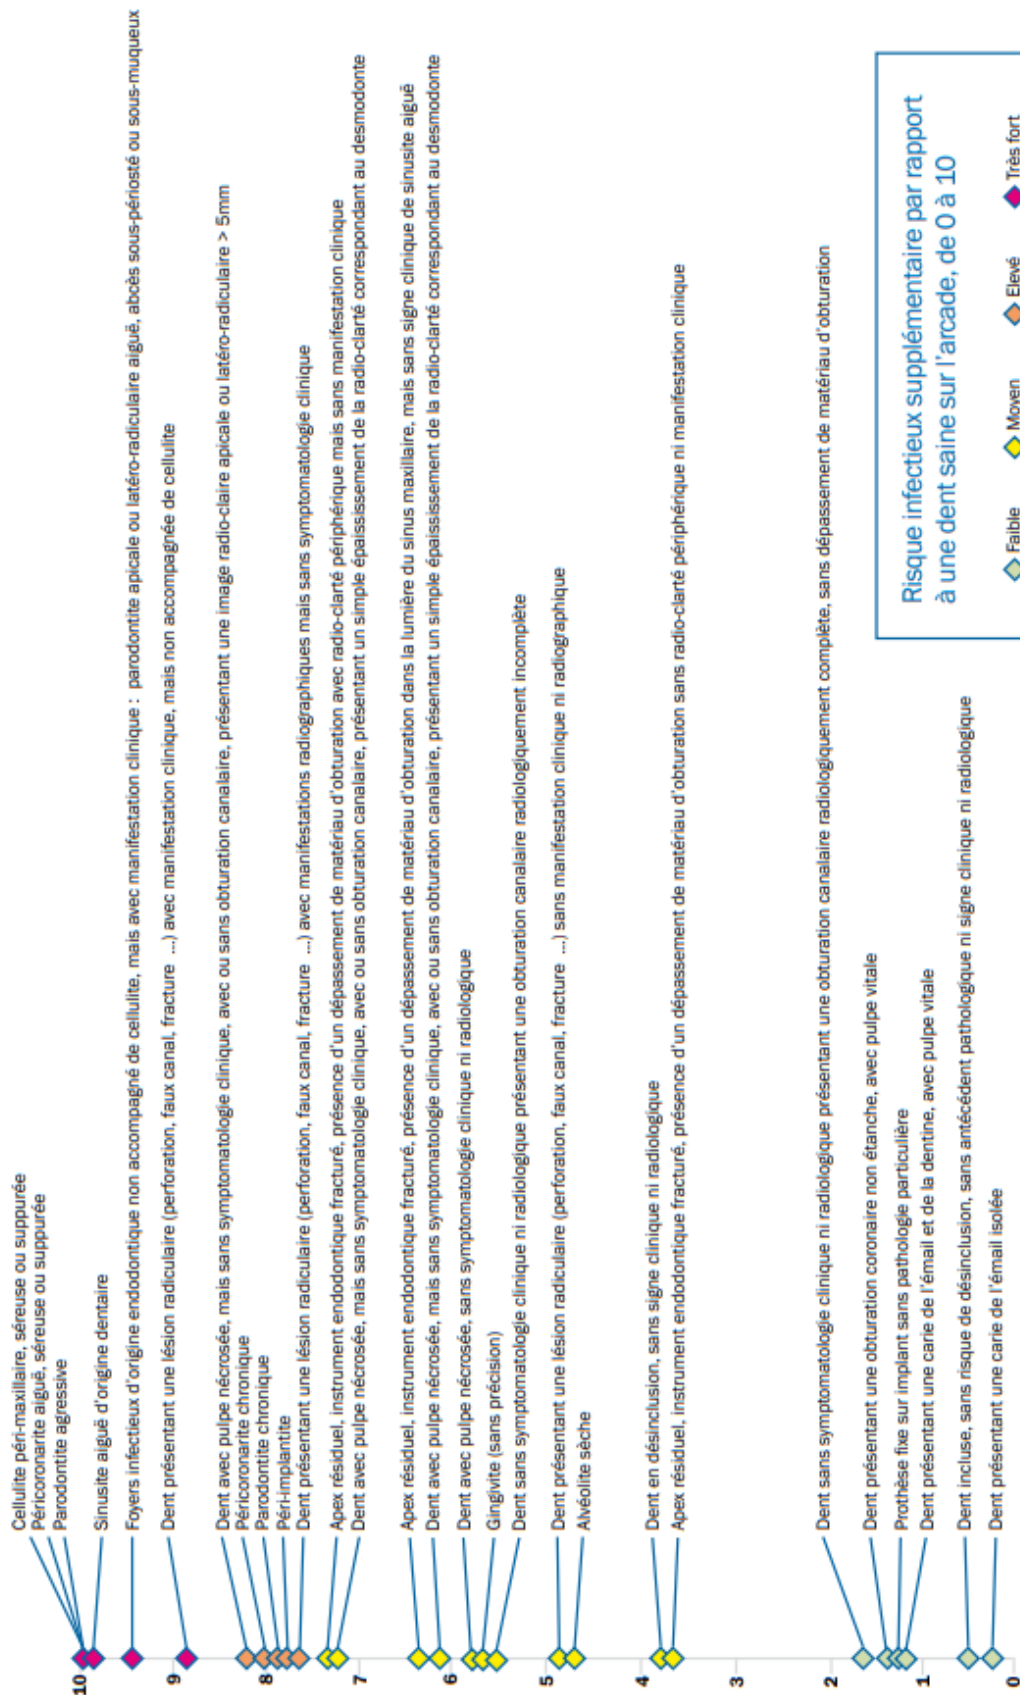 Cellulite péri-maxillaire, séreuse ou suppurée
Péricoronarite aiguë, séreuse ou suppurée
Parodontite agressive
Sinusite aiguë d'origine dentaire
Foyers infectieux d'origine endodontique non accompagné de cellulite, mais avec manifestation clinique : parodontite apicale ou latéro-radiculaire aiguë, abcès sous-périosté ou sous-muqueux
Dent présentant une lésion radiculaire (perforation, faux canal, fracture ...) avec manifestation clinique, mais non accompagnée de cellulite
Dent avec pulpe nécrosée, mais sans symptomatologie clinique, avec ou sans obturation canalaire, présentant une image radio-claire apicale ou latéro-radiculaire > 5mm
Péricoronarite chronique
Parodontite chronique
Péri-implantite
Dent présentant une lésion radiculaire (perforation, faux canal, fracture ...) avec manifestations radiographiques mais sans symptomatologie clinique
Apex résiduel, instrument endodontique fracturé, présence d'un dépassement de matériau d'obturation avec radio-clarté périphérique mais sans manifestation clinique
Dent avec pulpe nécrosée, mais sans symptomatologie clinique, avec ou sans obturation canalaire, présentant un simple épaississement de la radio-clarté correspondant au desmodonte
Apex résiduel, instrument endodontique fracturé, présence d'un dépassement de matériau d'obturation dans la lumière du sinus maxillaire, mais sans signe clinique de sinusite aiguë
Dent avec pulpe nécrosée, mais sans symptomatologie clinique, avec ou sans obturation canalaire, présentant un simple épaississement de la radio-clarté correspondant au desmodonte
Dent avec pulpe nécrosée, sans symptomatologie clinique ni radiologique
Gingivite (sans précision)
Dent sans symptomatologie clinique ni radiologique présentant une obturation canalaire radiologiquement incomplète
Dent présentant une lésion radiculaire (perforation, faux canal, fracture ...) sans manifestation clinique ni radiographique
Alvéolite sèche
Dent en désinclusion, sans signe clinique ni radiologique
Apex résiduel, instrument endodontique fracturé, présence d'un dépassement de matériau d'obturation sans radio-clarté périphérique ni manifestation clinique
Dent sans symptomatologie clinique ni radiologique présentant une obturation canalaire radiologiquement complète, sans dépassement de matériau d'obturation
Dent présentant une obturation coronaire non étanche, avec pulpe vitale
Prothèse fixe sur implant sans pathologie particulière
Dent présentant une carie de l'émail et de la dentine, avec pulpe vitale
Dent incluse, sans risque de désinclusion, sans antécédent pathologique ni signe clinique ni radiologique
Dent présentant une carie de l'émail isolée
10
9
8
7
6
5
4
3
2
1
0
Risque infectieux supplémentaire par rapport
à une dent saine sur l'arcade, de 0 à 10
Faible
Moyen
Elevé
Très fort